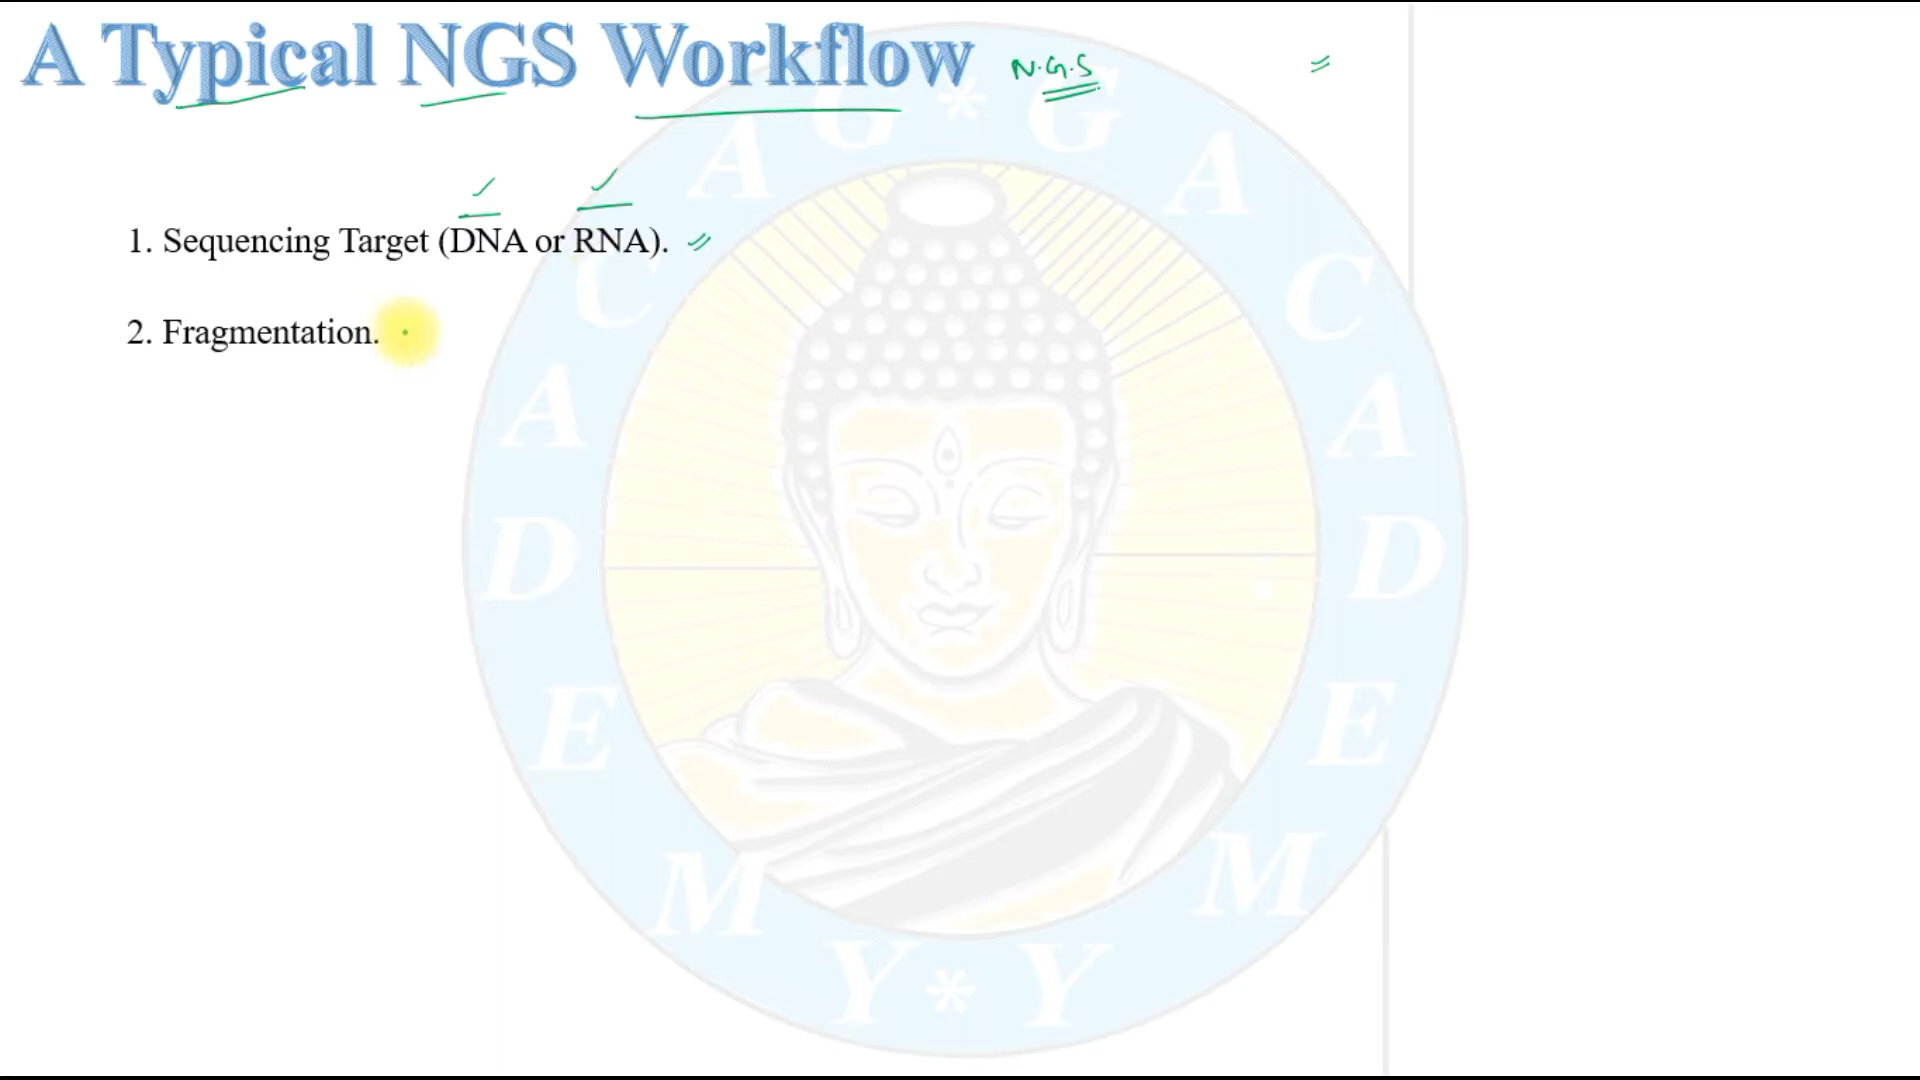 A Typical NGS Workflow N.G.S
1. Sequencing Target (DNA or RNA).
2. Fragmentation.
G * G
A A
C C
A A
D D
E E
M M
Y * Y